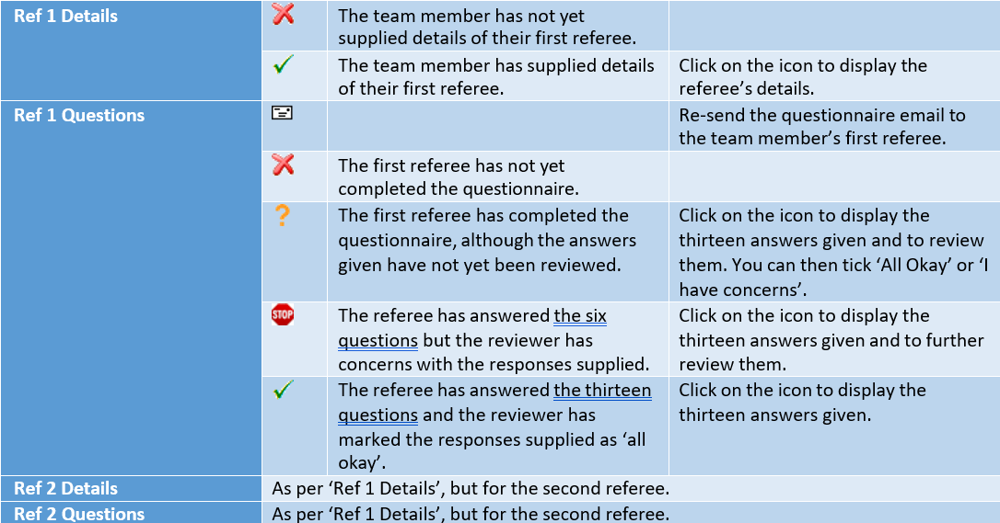 Ref 1 Details
The team member has not yet
supplied details of their first referee.
The team member has supplied details
of their first referee.
Click on the icon to display the
referee’s details.
Ref 1 Questions
Re-send the questionnaire email to
the team member’s first referee.
The first referee has not yet
completed the questionnaire.
?
The first referee has completed the
questionnaire, although the answers
given have not yet been reviewed.
Click on the icon to display the
thirteen answers given and to review
them. You can then tick ‘All Okay’ or ‘I
have concerns’.
STOP
The referee has answered the six
questions but the reviewer has
concerns with the responses supplied.
Click on the icon to display the
thirteen answers given and to further
review them.
The referee has answered the thirteen
questions and the reviewer has
marked the responses supplied as ‘all
okay’.
Click on the icon to display the
thirteen answers given.
Ref 2 Details
As per ‘Ref 1 Details’, but for the second referee.
Ref 2 Questions
As per ‘Ref 1 Details’, but for the second referee.